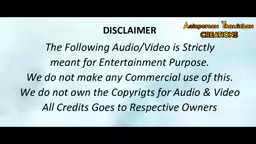 DISCLAIMER
The Following Audio/Video is Strictly
meant for Entertainment Purpose.
We do not make any Commercial use of this.
We do not own the Copyrigts for Audio & Video
All Credits Goes to Respective Owners
CREATIONS